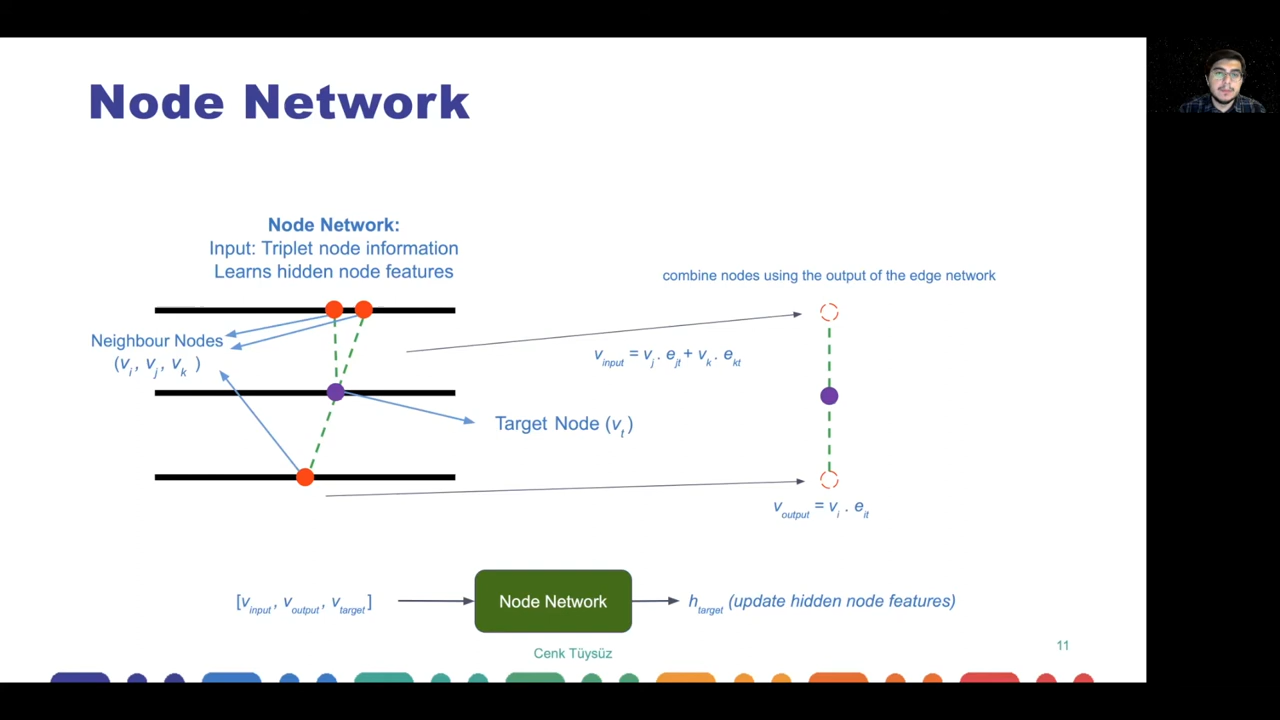 Node Network
Node Network:
Input: Triplet node information
Learns hidden node features
combine nodes using the output of the edge network
Neighbour Nodes
(v_i, v_j, v_k )
v_input = v_j . e_jt + v_k . e_kt
Target Node (v_t)
v_output = v_i . e_it
[v_input, v_output, v_target]
Node Network
h_target (update hidden node features)
Cenk Tüysüz
11